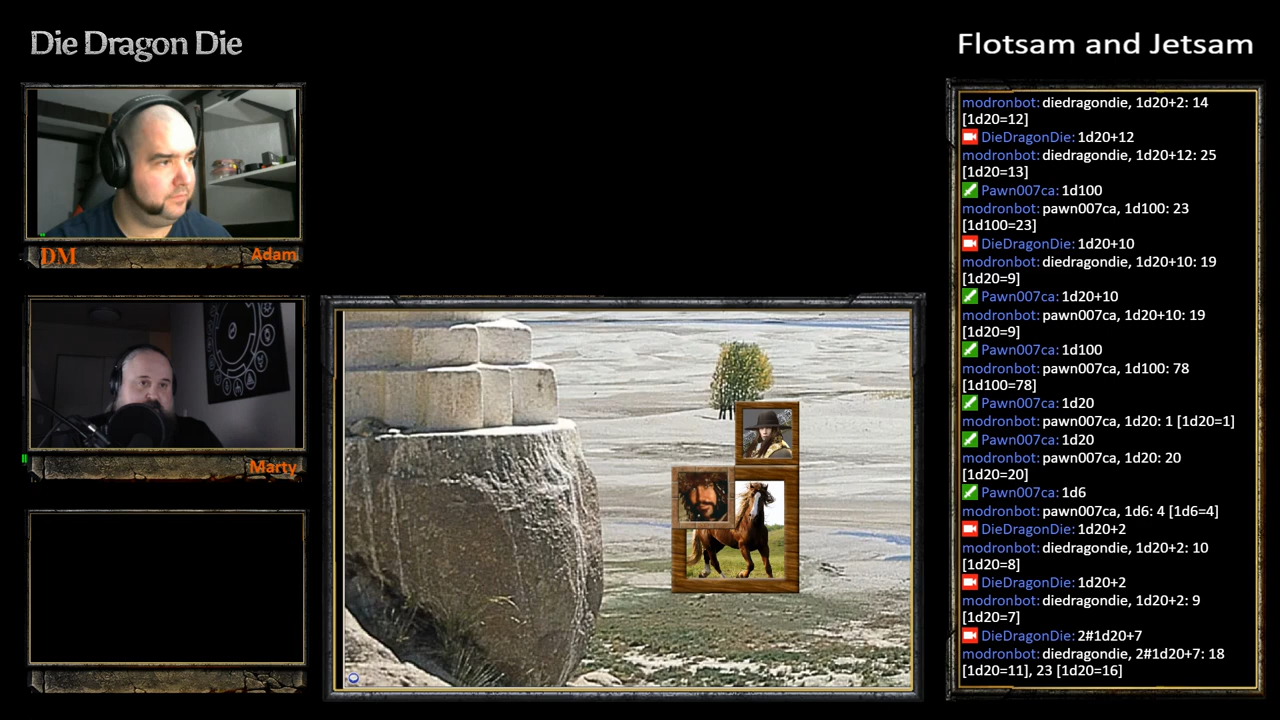 Die Dragon Die
Flotsam and Jetsam
DM
Adam
Marty
modronbot: diedragondie, 1d20+2: 14
[1d20=12]
DieDragonDie: 1d20+12
modronbot: diedragondie, 1d20+12: 25
[1d20=13]
Pawn007ca: 1d100
modronbot: pawn007ca, 1d100: 23
[1d100=23]
DieDragonDie: 1d20+10
modronbot: diedragondie, 1d20+10: 19
[1d20=9]
Pawn007ca: 1d20+10
modronbot: pawn007ca, 1d20+10: 19
[1d20=9]
Pawn007ca: 1d100
modronbot: pawn007ca, 1d100: 78
[1d100=78]
Pawn007ca: 1d20
modronbot: pawn007ca, 1d20: 1 [1d20=1]
Pawn007ca: 1d20
modronbot: pawn007ca, 1d20: 20
[1d20=20]
Pawn007ca: 1d6
modronbot: pawn007ca, 1d6: 4 [1d6=4]
DieDragonDie: 1d20+2
modronbot: diedragondie, 1d20+2: 10
[1d20=8]
DieDragonDie: 1d20+2
modronbot: diedragondie, 1d20+2: 9
[1d20=7]
DieDragonDie: 2#1d20+7
modronbot: diedragondie, 2#1d20+7: 18
[1d20=11], 23 [1d20=16]